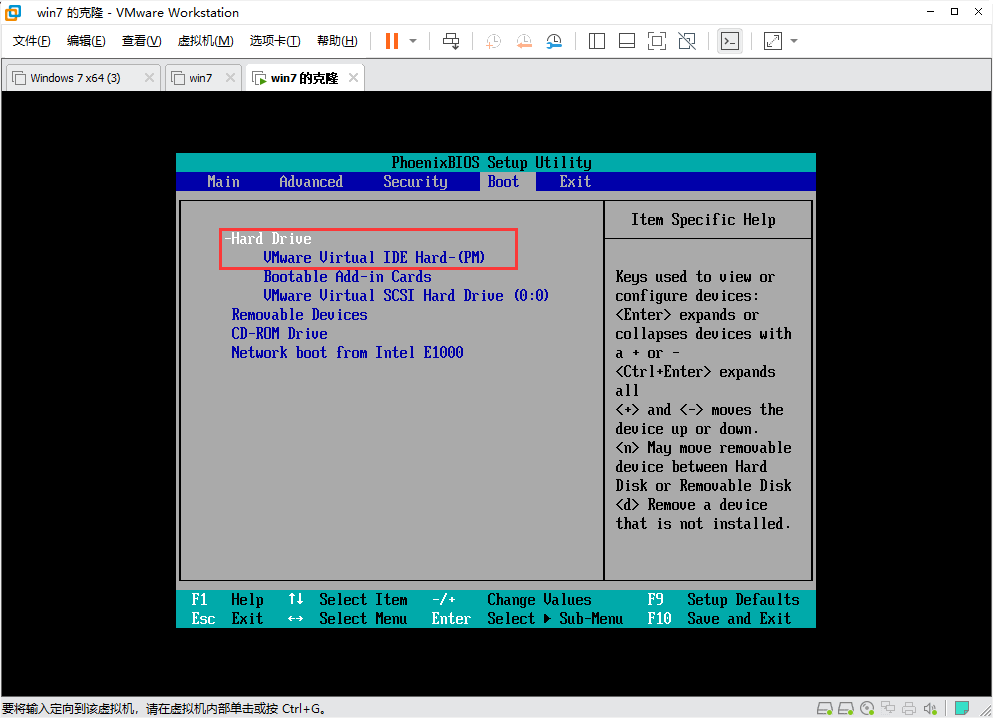 win7 的克隆 - VMware Workstation
文件(F) 编辑(E) 查看(V) 虚拟机(M) 选项卡(T) 帮助(H)
Windows 7 x64 (3) win7 win7 的克隆
PhoenixBIOS Setup Utility
Main Advanced Security Boot Exit
-Hard Drive
VMware Virtual IDE Hard-(PM)
Bootable Add-in Cards
VMware Virtual SCSI Hard Drive (0:0)
Removable Devices
CD-ROM Drive
Network boot from Intel E1000
Item Specific Help
Keys used to view or
configure devices:
<Enter> expands or
collapses devices with
a + or -
<Ctrl+Enter> expands
all
<+> and <-> moves the
device up or down.
<n> May move removable
device between Hard
Disk or Removable Disk
<d> Remove a device
that is not installed.
F1 Help ↑↓ Select Item -/+ Change Values F9 Setup Defaults
Esc Exit ↔ Select Menu Enter Select ▶ Sub-Menu F10 Save and Exit
要将输入定向到该虚拟机，请在虚拟机内部单击或按 Ctrl+G。